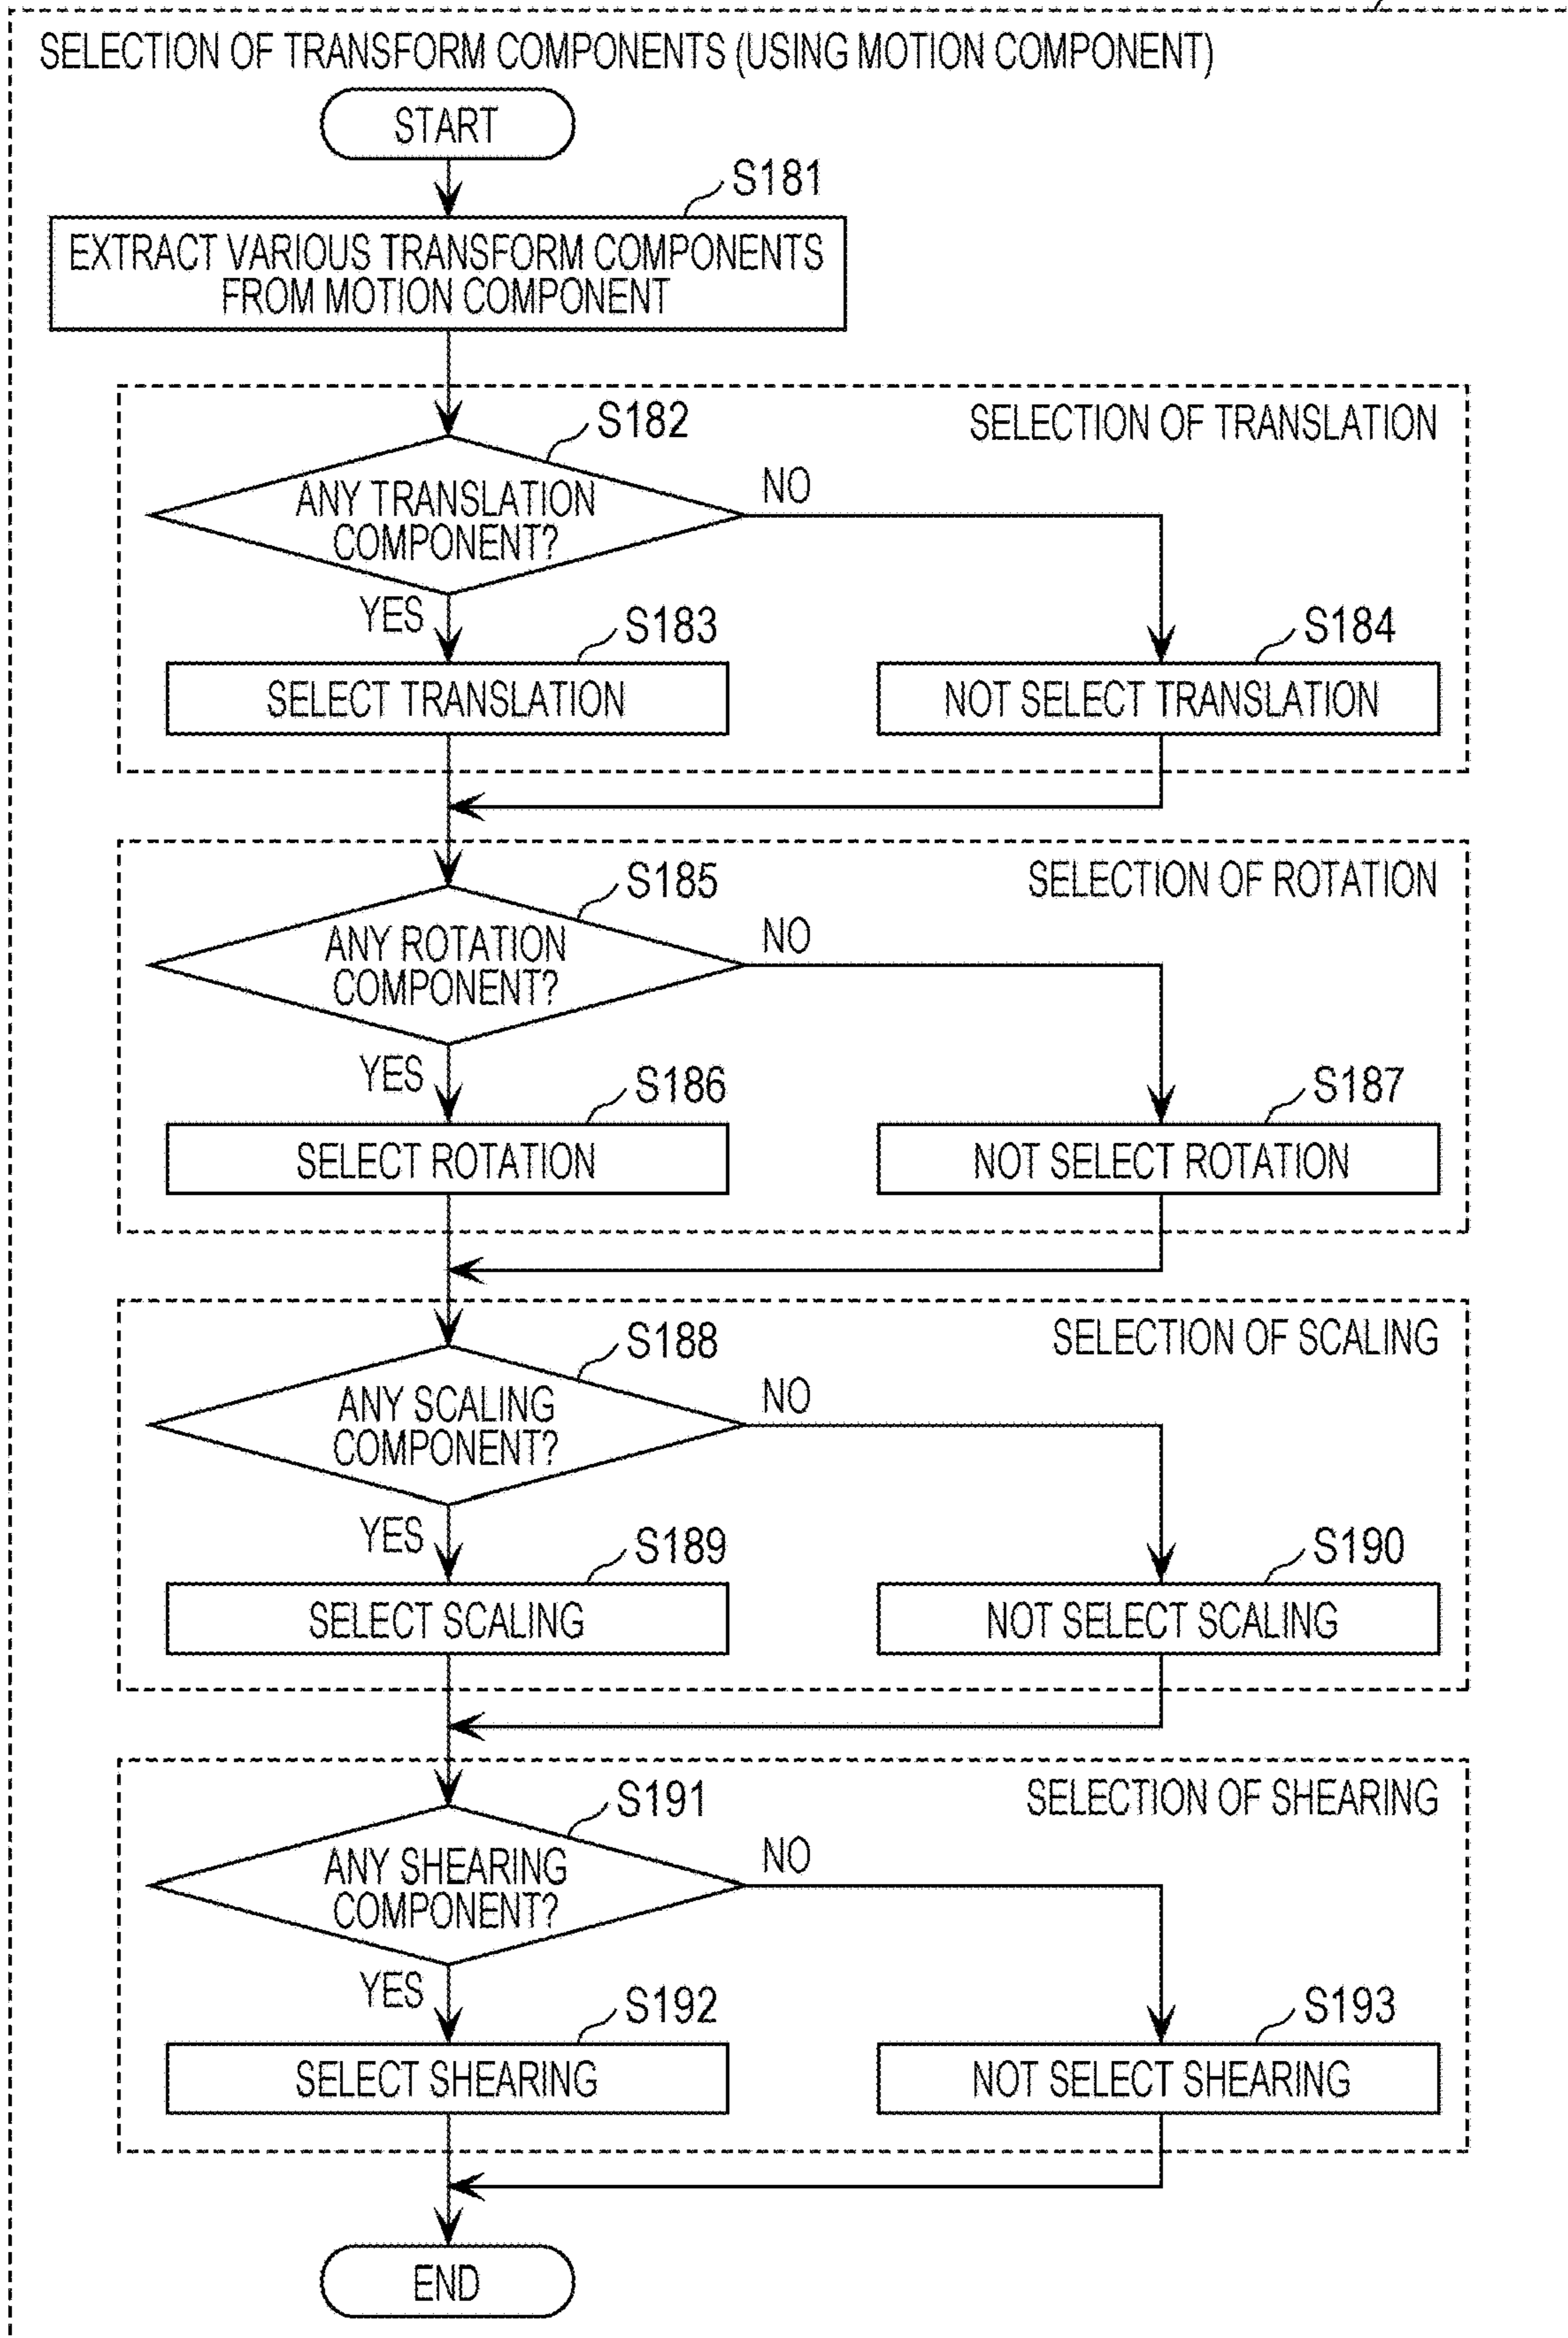 SELECTION OF TRANSFORM COMPONENTS (USING MOTION COMPONENT)
START
S181
EXTRACT VARIOUS TRANSFORM COMPONENTS
FROM MOTION COMPONENT
SELECTION OF TRANSLATION
S182
ANY TRANSLATION
COMPONENT?
NO
YES
S183
S184
SELECT TRANSLATION
NOT SELECT TRANSLATION
SELECTION OF ROTATION
S185
ANY ROTATION
COMPONENT?
NO
YES
S186
S187
SELECT ROTATION
NOT SELECT ROTATION
SELECTION OF SCALING
S188
ANY SCALING
COMPONENT?
NO
YES
S189
S190
SELECT SCALING
NOT SELECT SCALING
SELECTION OF SHEARING
S191
ANY SHEARING
COMPONENT?
NO
YES
S192
S193
SELECT SHEARING
NOT SELECT SHEARING
END